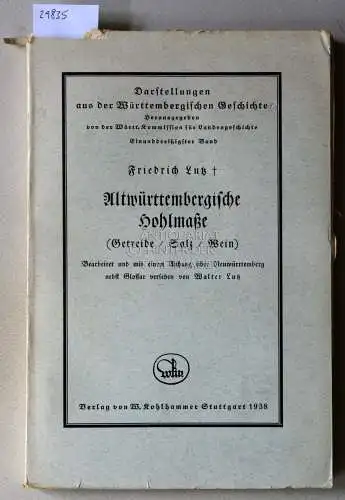 29835
Darstellungen
aus der Württembergischen Geschichte
Herausgegeben
von der Württ. Kommission für Landesgeschichte
Einunddreißigster Band
Friedrich Lutz †
Altwürttembergische
Hohlmaße
(Getreide / Salz / Wein)
Bearbeitet und mit einem Anhang über Neuwürttemberg
nebst Glossar versehen von Walter Lutz
Verlag von W. Kohlhammer Stuttgart 1938